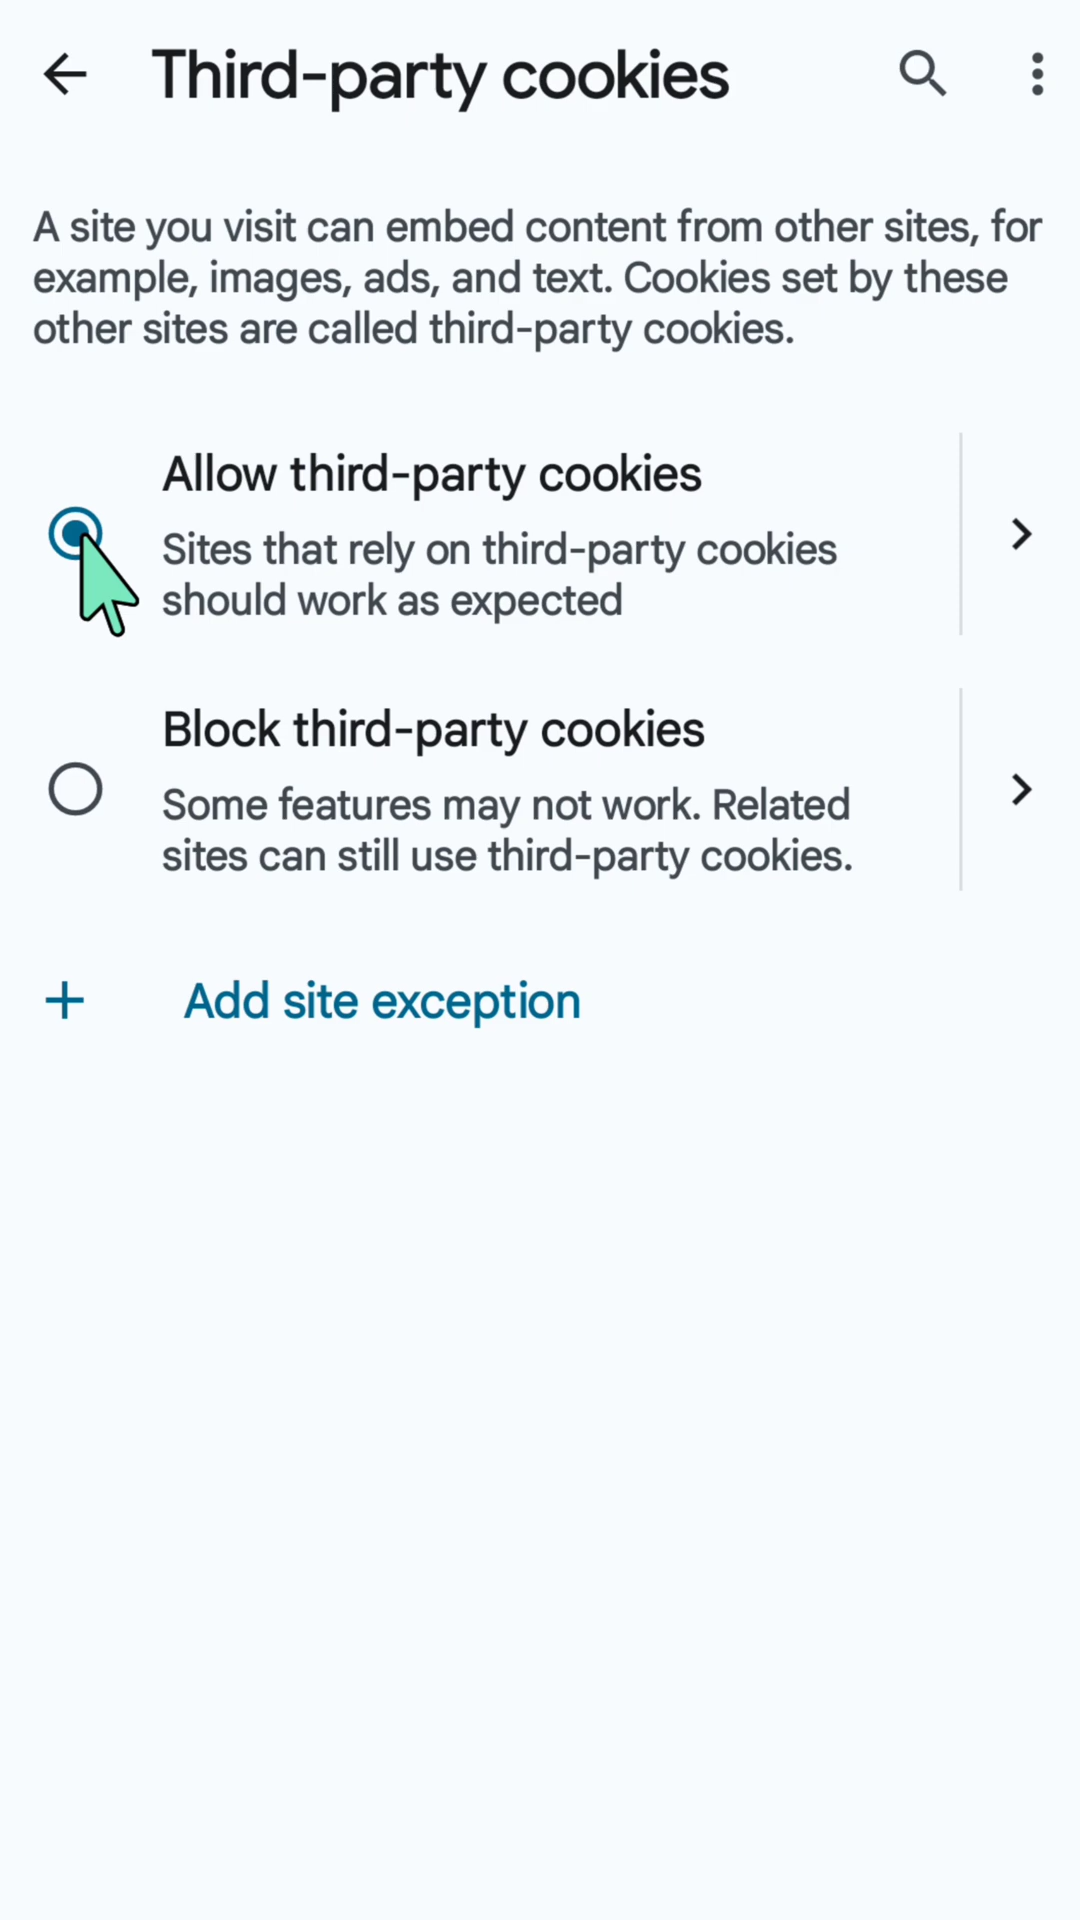 Third-party cookies
A site you visit can embed content from other sites, for
example, images, ads, and text. Cookies set by these
other sites are called third-party cookies.
Allow third-party cookies
Sites that rely on third-party cookies
should work as expected
Block third-party cookies
Some features may not work. Related
sites can still use third-party cookies.
Add site exception